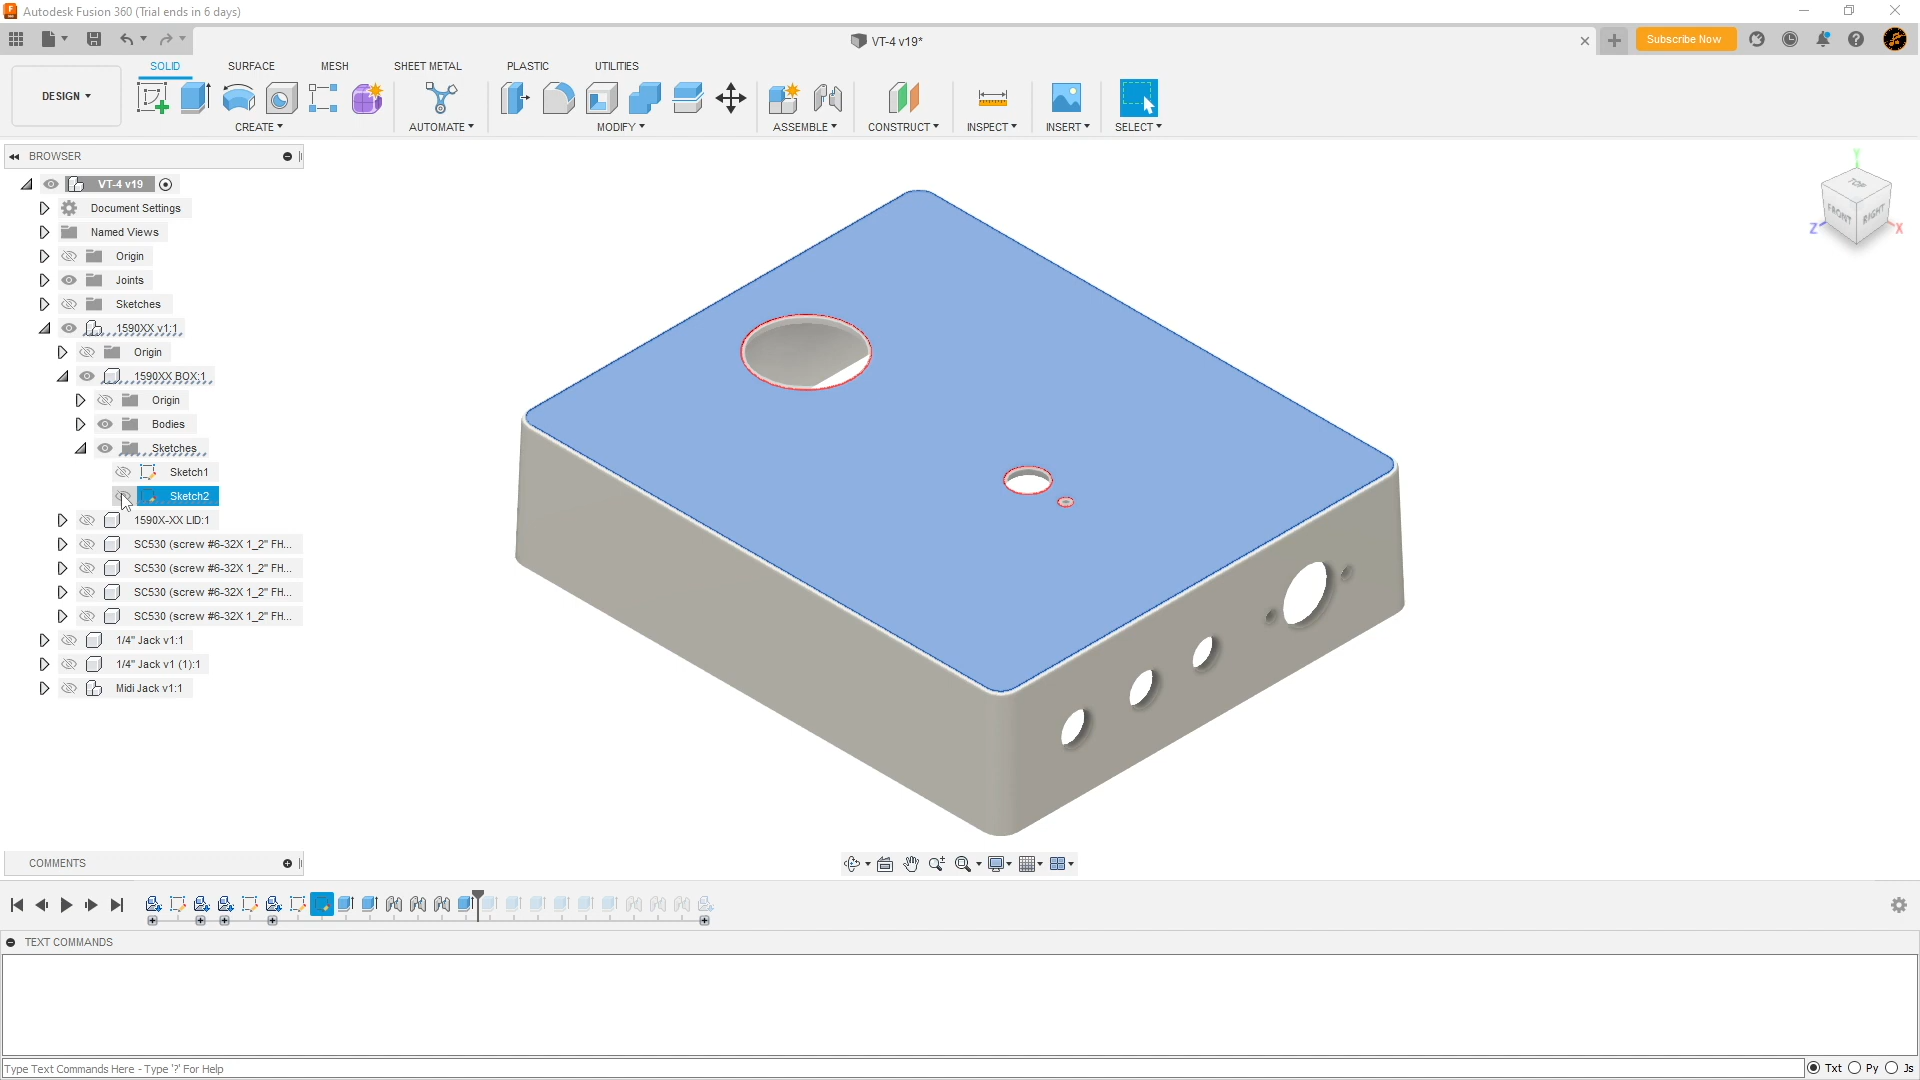 Autodesk Fusion 360 (Trial ends in 6 days)
VT-4 v19*
Subscribe Now
SOLID SURFACE MESH SHEET METAL PLASTIC UTILITIES
DESIGN
CREATE AUTOMATE MODIFY ASSEMBLE CONSTRUCT INSPECT INSERT SELECT
BROWSER
VT-4 v19
Document Settings
Named Views
Origin
Joints
Sketches
1590XX v1:1
Origin
1590XX BOX:1
Origin
Bodies
Sketches
Sketch1
Sketch2
1590X-XX LID:1
SC530 (screw #6-32X 1_2" FH...
SC530 (screw #6-32X 1_2" FH...
SC530 (screw #6-32X 1_2" FH...
SC530 (screw #6-32X 1_2" FH...
1/4" Jack v1:1
1/4" Jack v1 (1):1
Midi Jack v1:1
Y
TOP
FRONT RIGHT
Z X
COMMENTS
TEXT COMMANDS
Type Text Commands Here - Type '?' For Help
Txt Py Js